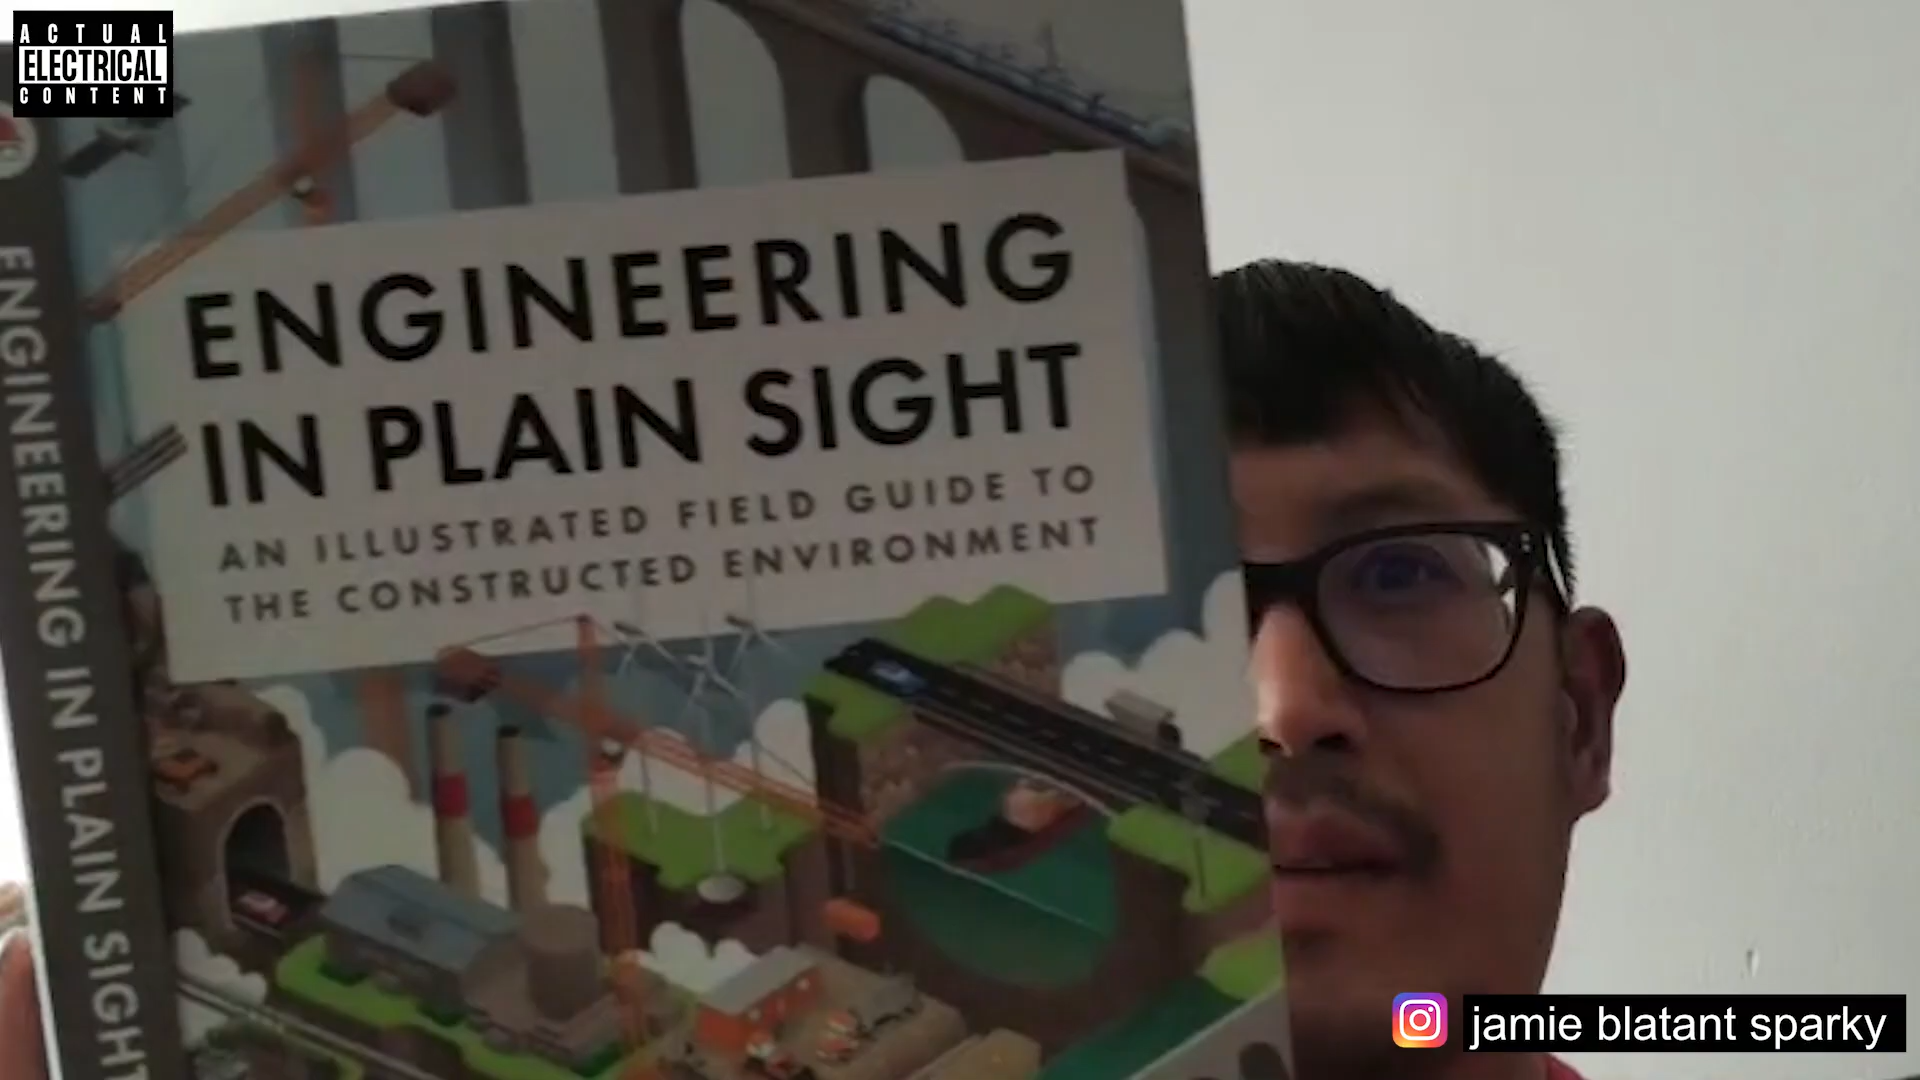 ACTUAL
ELECTRICAL
CONTENT
ENGINEERING
IN PLAIN SIGHT
AN ILLUSTRATED FIELD GUIDE TO
THE CONSTRUCTED ENVIRONMENT
ENGINEERING IN PLAIN SIGHT
jamie blatant sparky